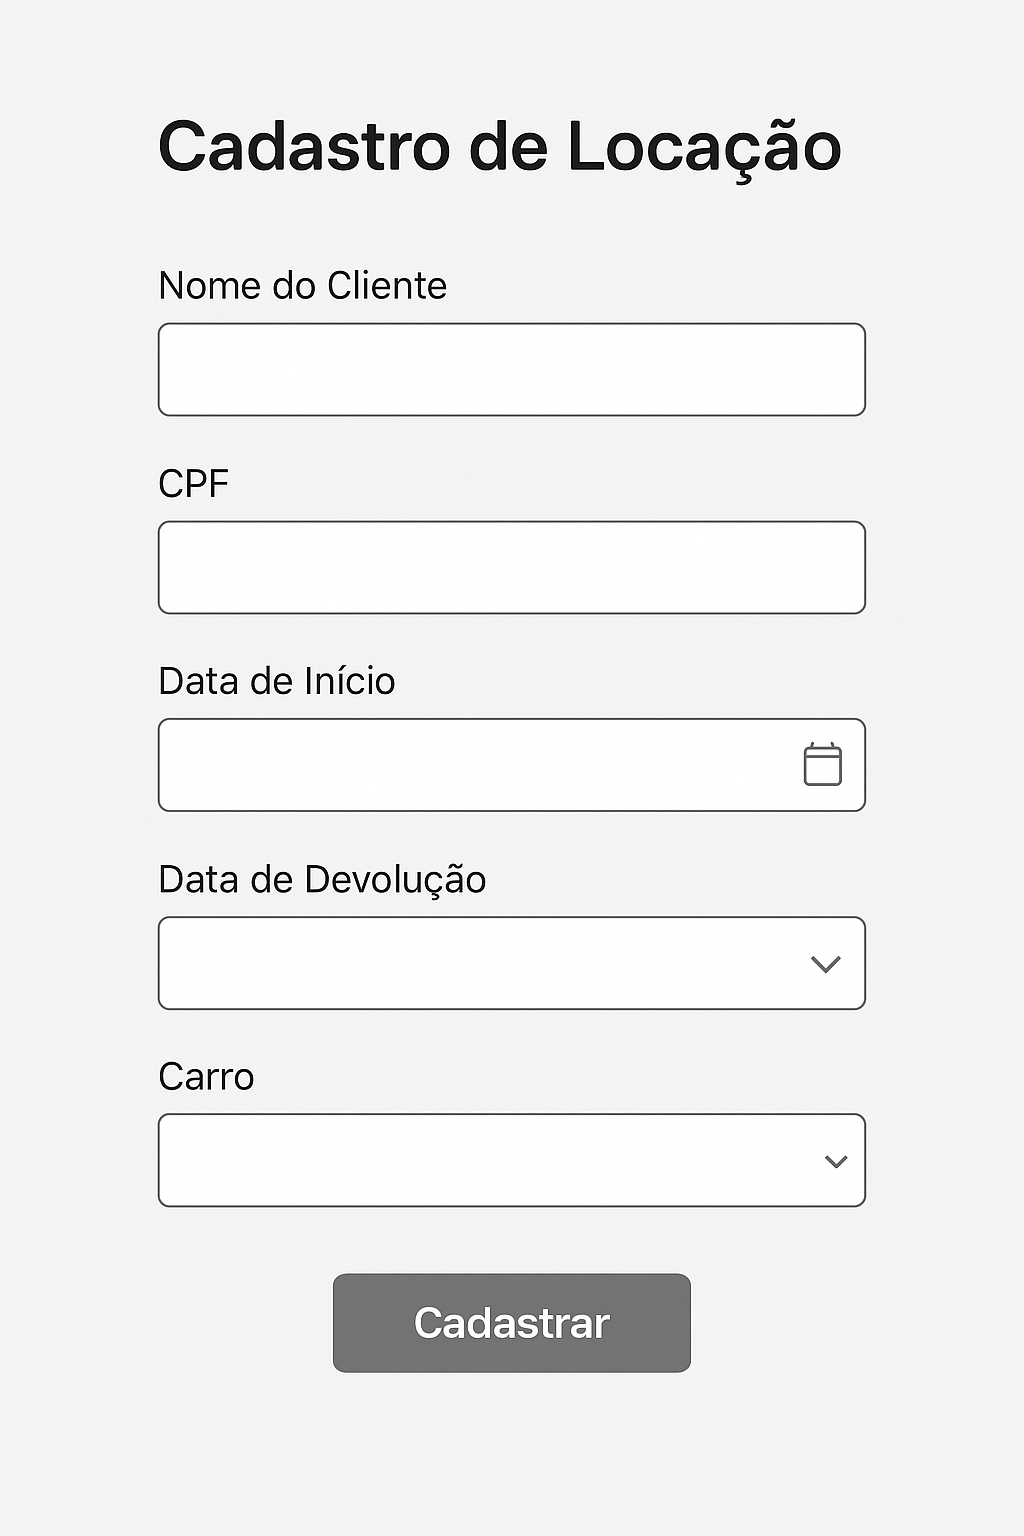 Cadastro de Locação
Nome do Cliente
CPF
Data de Início
Data de Devolução
Carro
Cadastrar